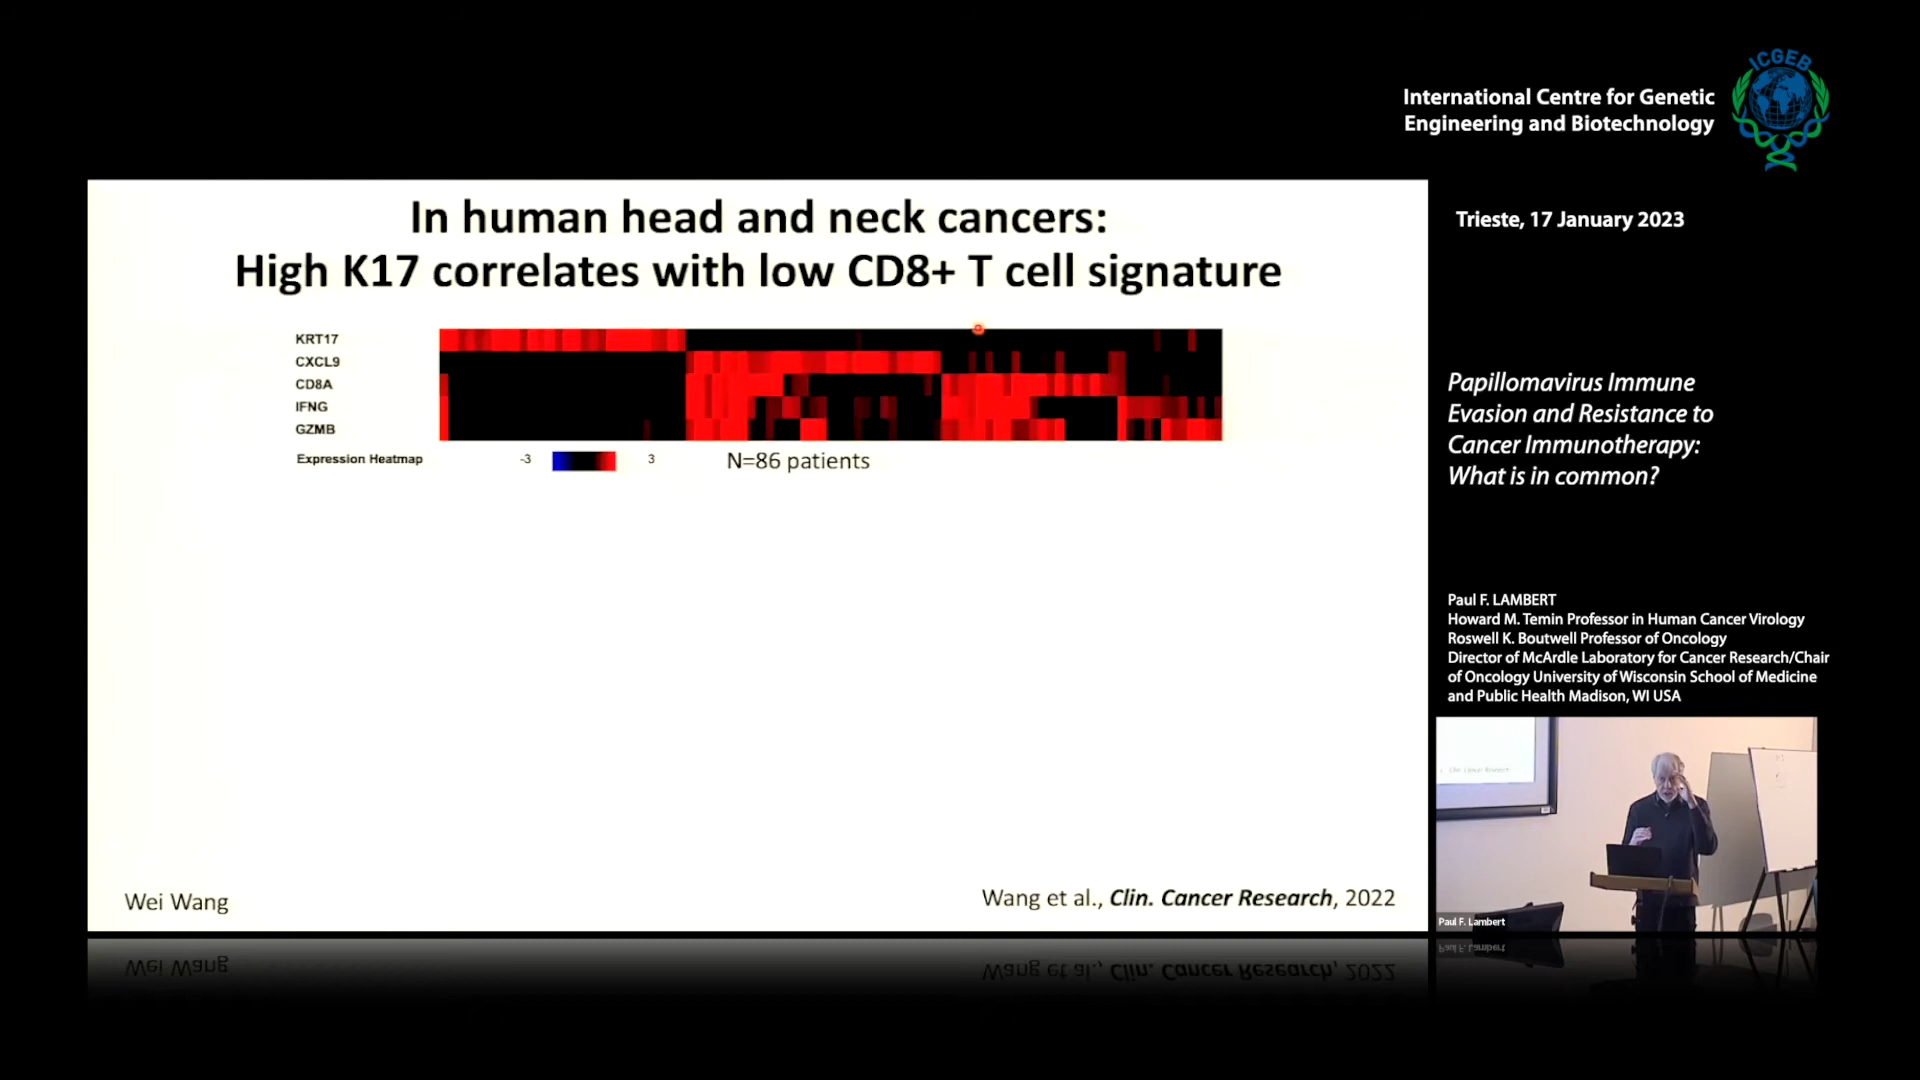 ICGEB
International Centre for Genetic
Engineering and Biotechnology
Trieste, 17 January 2023
In human head and neck cancers:
High K17 correlates with low CD8+ T cell signature
KRT17
CXCL9
CD8A
IFNG
GZMB
Expression Heatmap
-3
3
N=86 patients
Wei Wang
Wang et al., Clin. Cancer Research, 2022
Papillomavirus Immune
Evasion and Resistance to
Cancer Immunotherapy:
What is in common?
Paul F. LAMBERT
Howard M. Temin Professor in Human Cancer Virology
Roswell K. Boutwell Professor of Oncology
Director of McArdle Laboratory for Cancer Research/Chair
of Oncology University of Wisconsin School of Medicine
and Public Health Madison, WI USA
Clin. Cancer Research
Paul F. Lambert